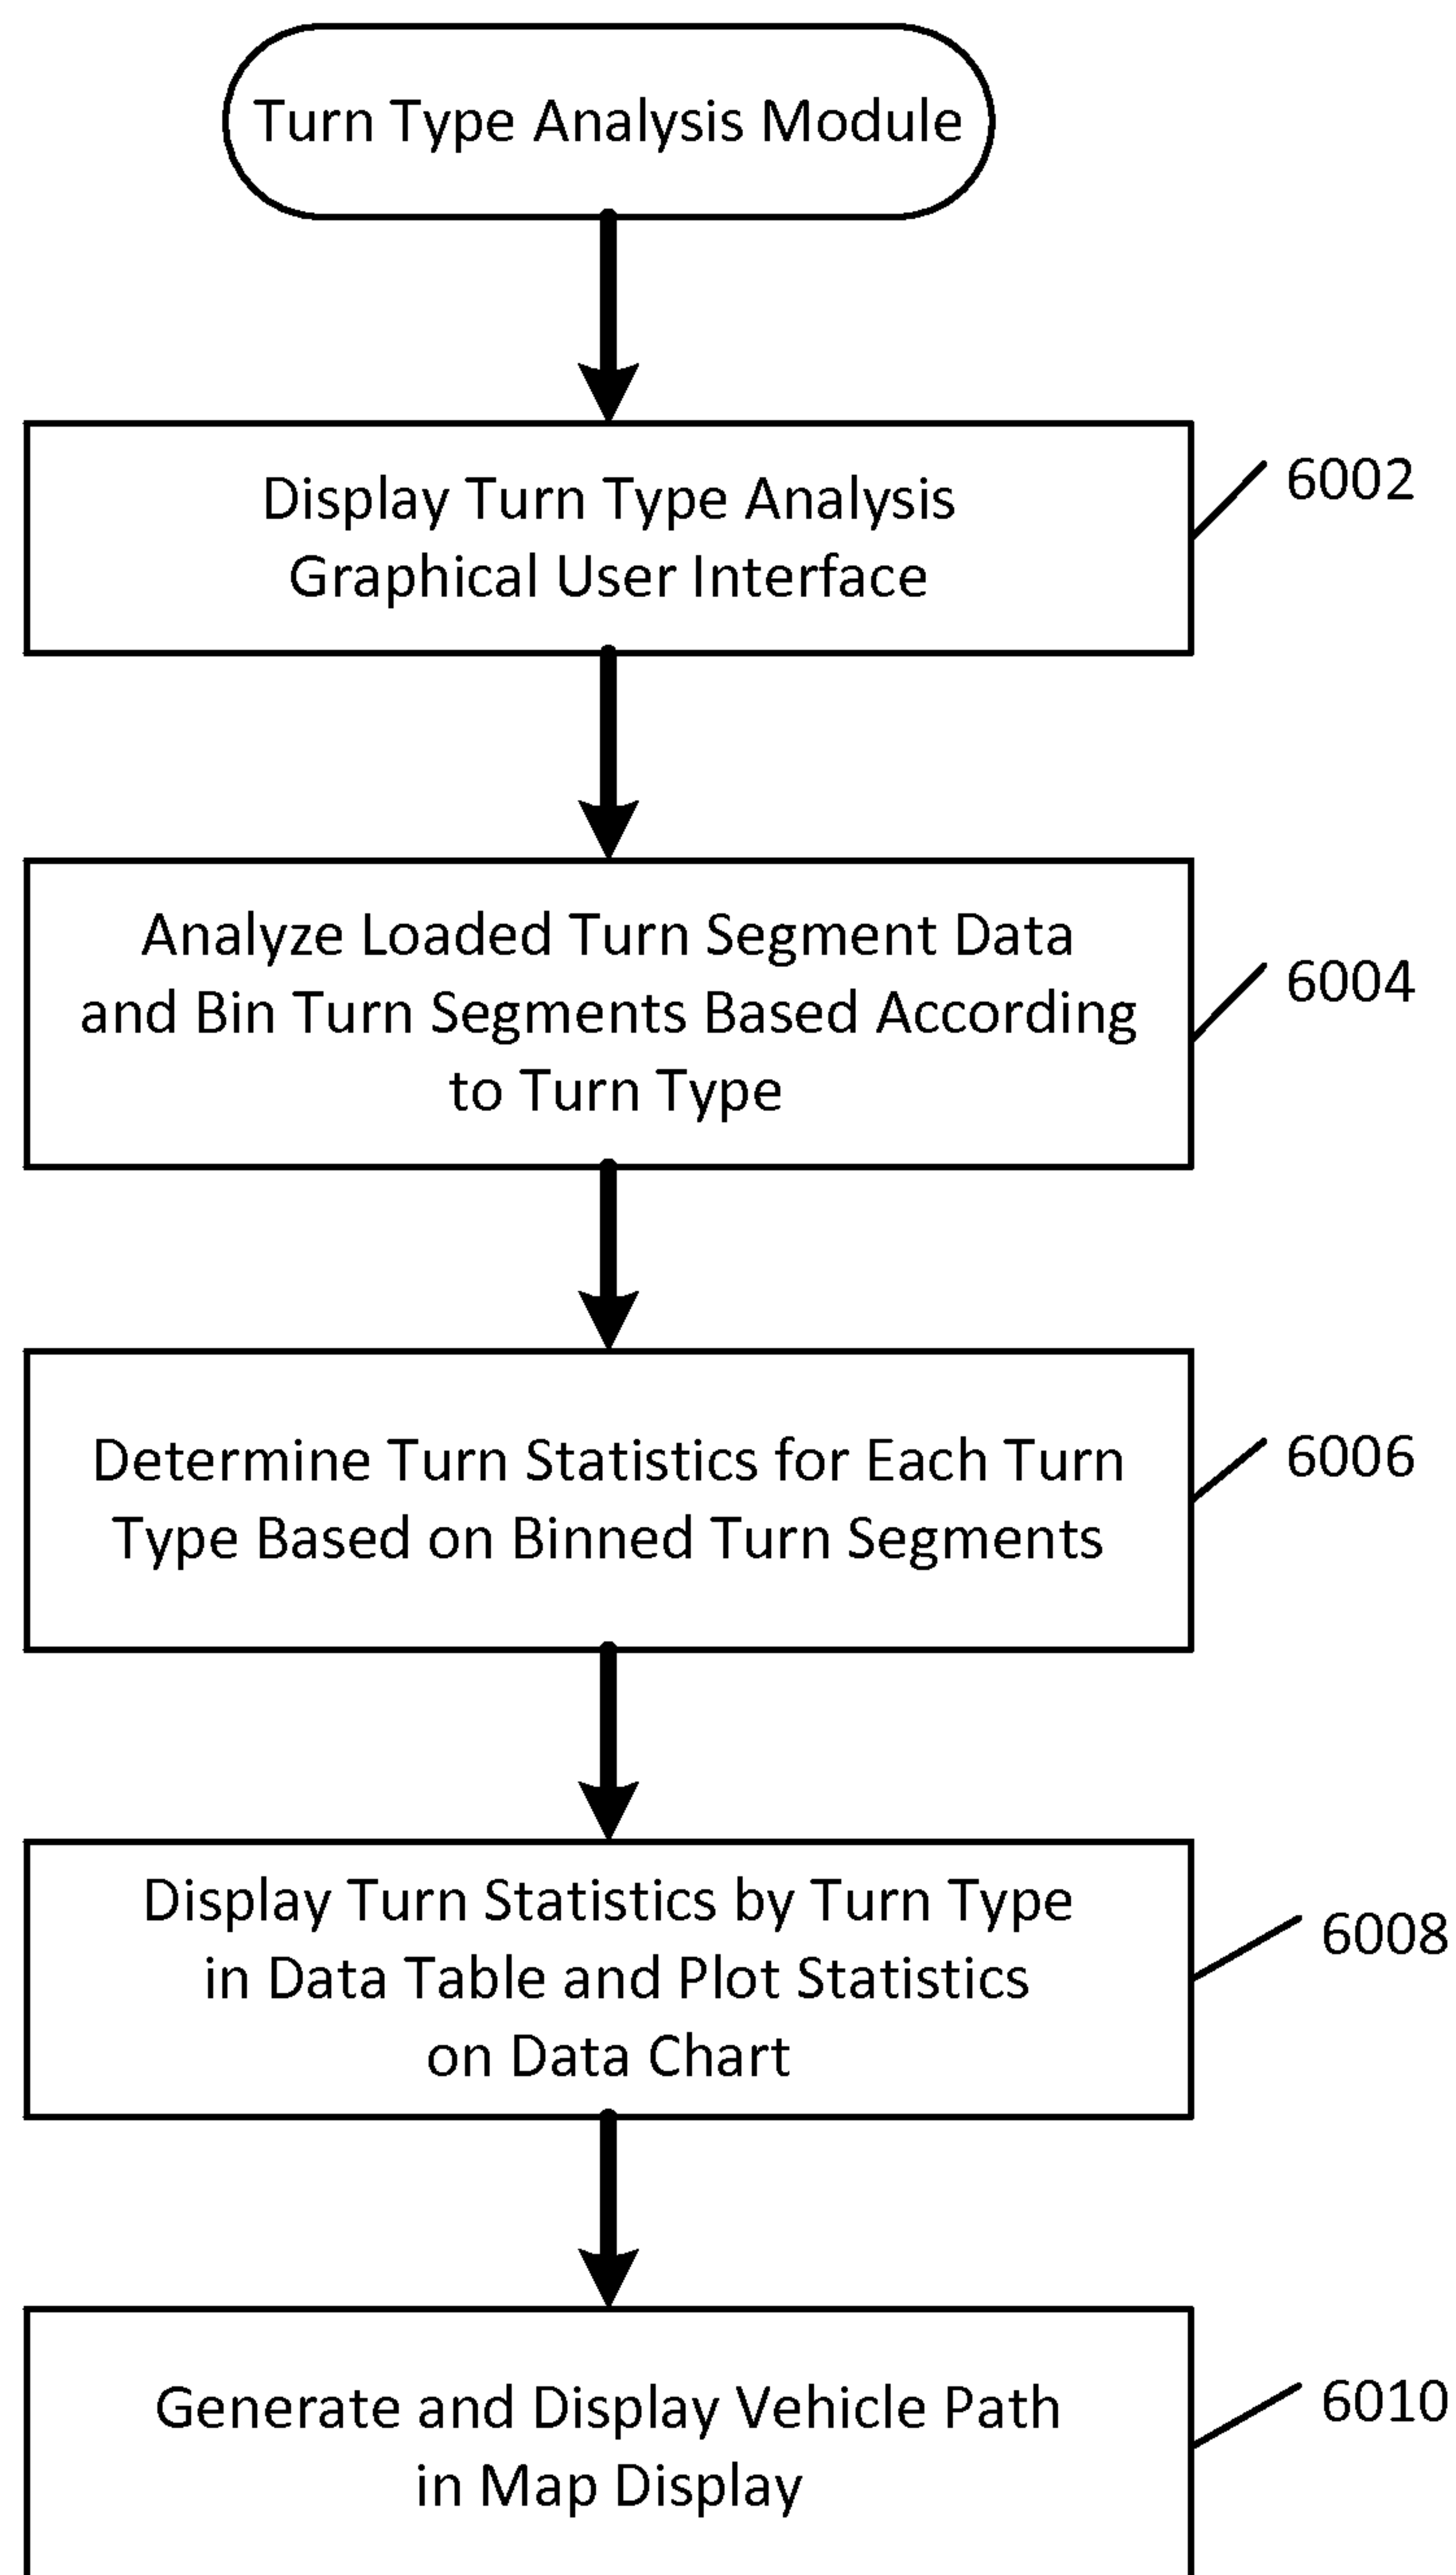 Turn Type Analysis Module
Display Turn Type Analysis
Graphical User Interface
6002
Analyze Loaded Turn Segment Data
and Bin Turn Segments Based According
to Turn Type
6004
Determine Turn Statistics for Each Turn
Type Based on Binned Turn Segments
6006
Display Turn Statistics by Turn Type
in Data Table and Plot Statistics
on Data Chart
6008
Generate and Display Vehicle Path
in Map Display
6010